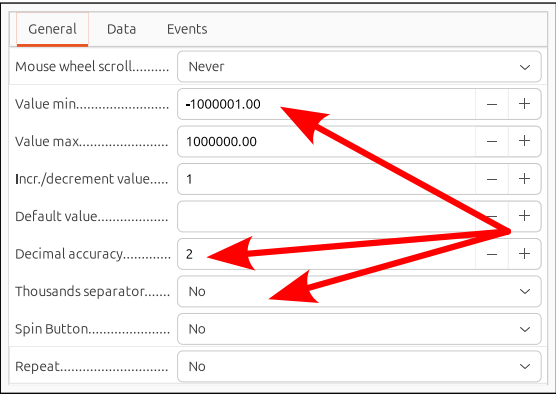 General Data Events
Mouse wheel scroll.......... Never
Value min......................... -1000001.00
Value max........................ 1000000.00
Incr./decrement value..... 1
Default value....................
Decimal accuracy............. 2
Thousands separator....... No
Spin Button...................... No
Repeat............................. No